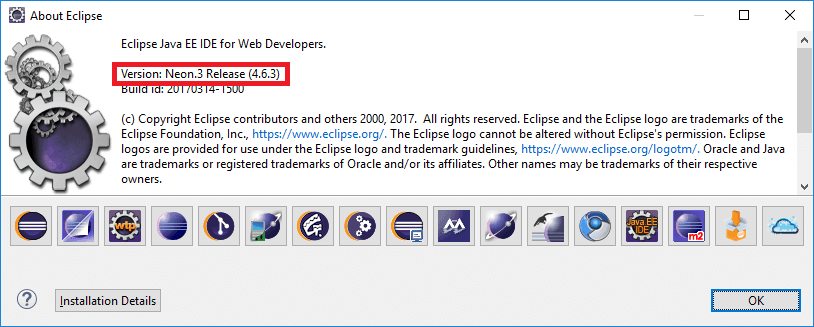 About Eclipse
Eclipse Java EE IDE for Web Developers.
Version: Neon.3 Release (4.6.3)
Build id: 20170314-1500
(c) Copyright Eclipse contributors and others 2000, 2017.  All rights reserved. Eclipse and the Eclipse logo are trademarks of the
Eclipse Foundation, Inc., https://www.eclipse.org/. The Eclipse logo cannot be altered without Eclipse's permission. Eclipse
logos are provided for use under the Eclipse logo and trademark guidelines, https://www.eclipse.org/logotm/. Oracle and Java
are trademarks or registered trademarks of Oracle and/or its affiliates. Other names may be trademarks of their respective
owners.
wtp
Java EE
IDE
m2
?
Installation Details
OK